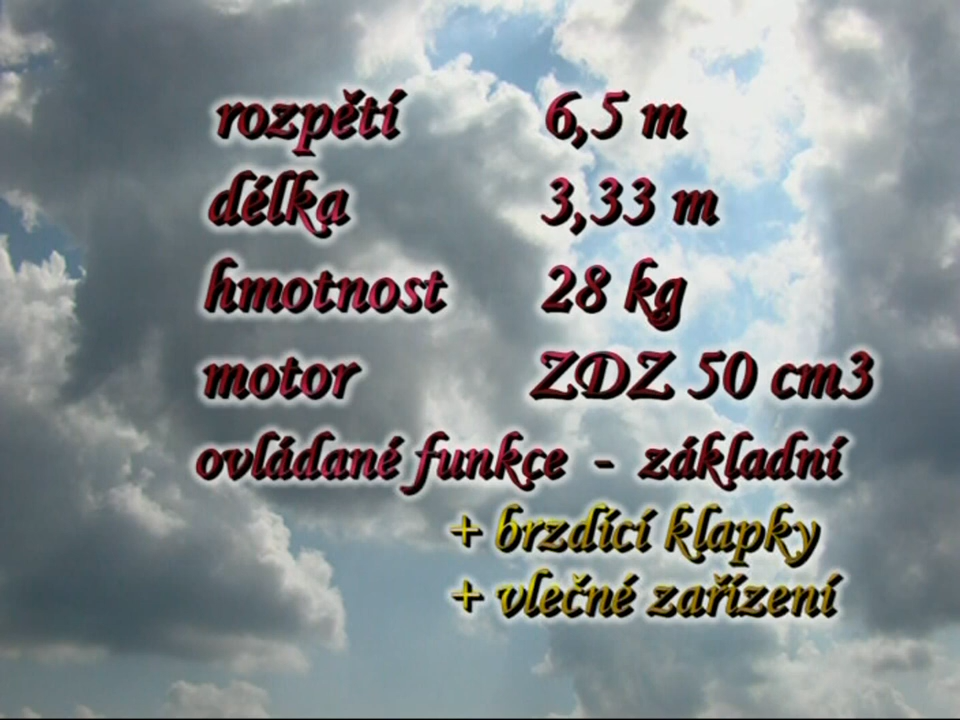 rozpětí 6,5 m
délka 3,33 m
hmotnost 28 kg
motor ZDZ 50 cm3
ovládané funkce - základní
+ brzdící klapky
+ vlečné zařízení